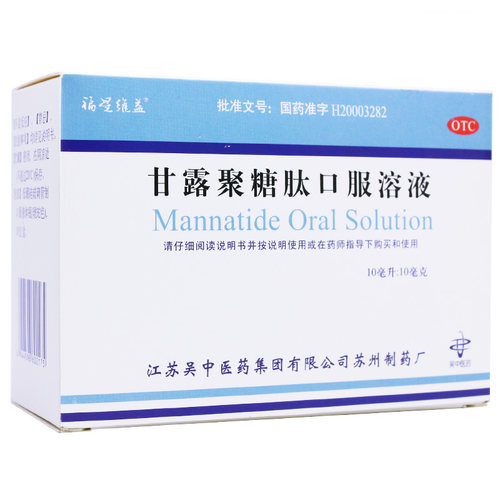 福星维益®
批准文号：国药准字H20003282
OTC
甘露聚糖肽口服溶液
Mannatide Oral Solution
请仔细阅读说明书并按说明使用或在药师指导下购买和使用
10毫升:10毫克
江苏吴中医药集团有限公司苏州制药厂
吴中医药